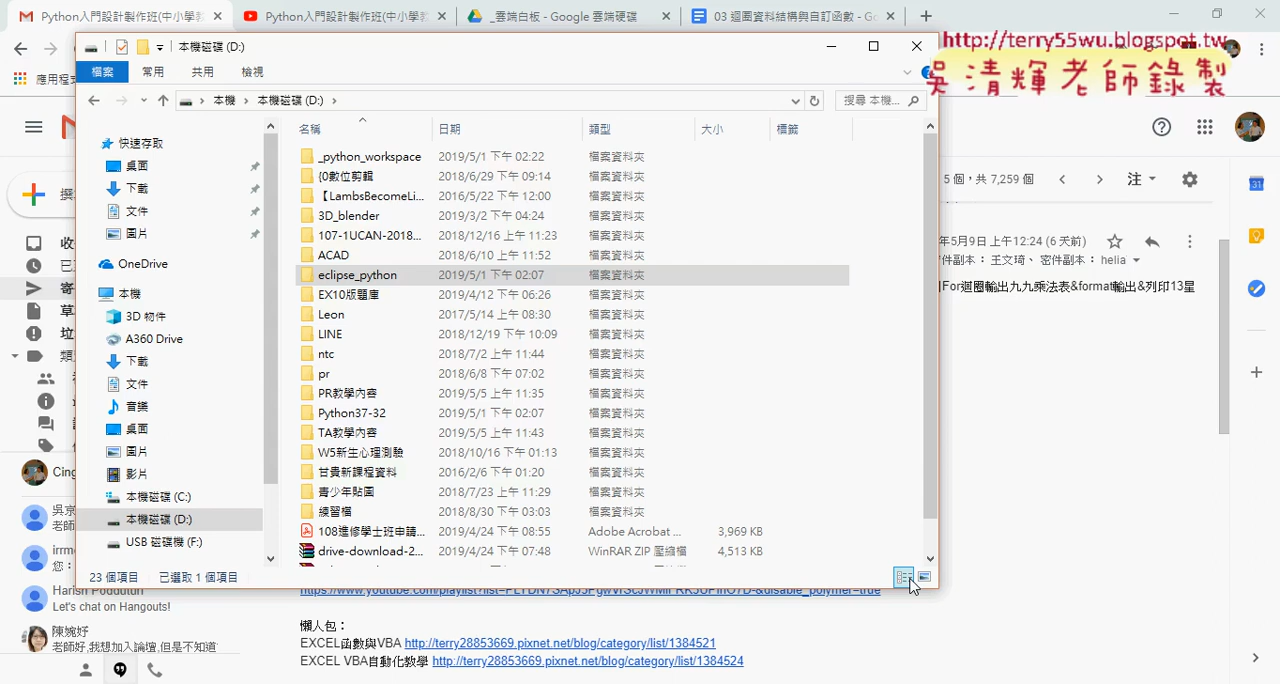 Python入門設計製作班(中小學教
Python入門設計製作班(中小學教
_雲端白板 - Google 雲端硬碟
03 迴圈資料結構與自訂函數 - G
http://terry55wu.blogspot.tw
吳清輝老師錄製
應用程
本機磁碟 (D:)
檔案 常用 共用 檢視
本機 本機磁碟 (D:)
搜尋 本機...
名稱 日期 類型 大小 標籤
快速存取
桌面
下載
文件
圖片
OneDrive
本機
3D 物件
A360 Drive
下載
文件
音樂
桌面
圖片
影片
本機磁碟 (C:)
本機磁碟 (D:)
USB 磁碟機 (F:)
_python_workspace 2019/5/1 下午 02:22 檔案資料夾
{0數位剪輯 2018/6/29 下午 09:14 檔案資料夾
【LambsBecomeLi... 2016/5/22 下午 12:00 檔案資料夾
3D_blender 2019/3/2 下午 04:24 檔案資料夾
107-1UCAN-2018... 2018/12/16 上午 11:23 檔案資料夾
ACAD 2018/6/10 上午 11:52 檔案資料夾
eclipse_python 2019/5/1 下午 02:07 檔案資料夾
EX10版題庫 2019/4/12 下午 06:26 檔案資料夾
Leon 2017/5/14 上午 08:30 檔案資料夾
LINE 2018/12/19 下午 10:09 檔案資料夾
ntc 2018/7/2 上午 11:44 檔案資料夾
pr 2018/6/8 下午 07:02 檔案資料夾
PR教學內容 2019/5/5 上午 11:35 檔案資料夾
Python37-32 2019/5/1 下午 02:07 檔案資料夾
TA教學內容 2019/5/5 上午 11:43 檔案資料夾
W5新生心理測驗 2018/10/16 下午 01:13 檔案資料夾
甘貴新課程資料 2016/2/6 下午 01:20 檔案資料夾
青少年貼圖 2018/7/23 上午 11:29 檔案資料夾
練習檔 2018/8/30 下午 03:03 檔案資料夾
108進修學士班申請... 2019/4/24 下午 08:55 Adobe Acrobat ... 3,969 KB
drive-download-2... 2019/4/24 下午 07:48 WinRAR ZIP 壓縮檔 4,513 KB
23 個項目 已選取 1 個項目
5 個，共 7,259 個
注
年5月9日 上午12:24 (6 天前)
件副本： 王文琦、 密件副本： helia
For迴圈輸出九九乘法表&format輸出&列印13星
Cing
吳京
老師
irrm
您：
Harish Poddutun
Let's chat on Hangouts!
陳婉妤
老師好,我想加入論壇,但是不知道
https://www.youtube.com/playlist?list=
&disable_polymer=true
懶人包：
EXCEL函數與VBA http://terry28853669.pixnet.net/blog/category/list/1384521
EXCEL VBA自動化教學 http://terry28853669.pixnet.net/blog/category/list/1384524